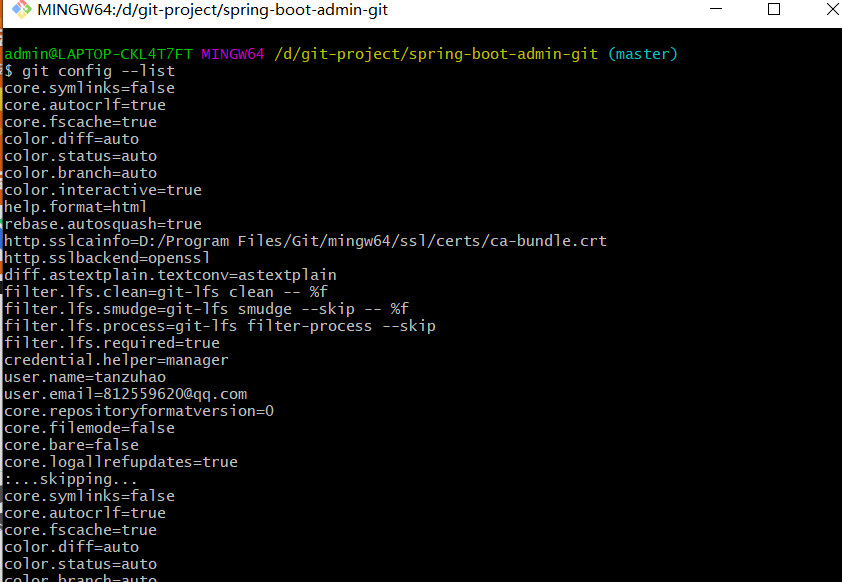 MINGW64:/d/git-project/spring-boot-admin-git
admin@LAPTOP-CKL4T7FT MINGW64 /d/git-project/spring-boot-admin-git (master)
$ git config --list
core.symlinks=false
core.autocrlf=true
core.fscache=true
color.diff=auto
color.status=auto
color.branch=auto
color.interactive=true
help.format=html
rebase.autosquash=true
http.sslcainfo=D:/Program Files/Git/mingw64/ssl/certs/ca-bundle.crt
http.sslbackend=openssl
diff.astextplain.textconv=astextplain
filter.lfs.clean=git-lfs clean -- %f
filter.lfs.smudge=git-lfs smudge --skip -- %f
filter.lfs.process=git-lfs filter-process --skip
filter.lfs.required=true
credential.helper=manager
user.name=tanzuhao
user.email=812559620@qq.com
core.repositoryformatversion=0
core.filemode=false
core.bare=false
core.logallrefupdates=true
:...skipping...
core.symlinks=false
core.autocrlf=true
core.fscache=true
color.diff=auto
color.status=auto
color.branch=auto